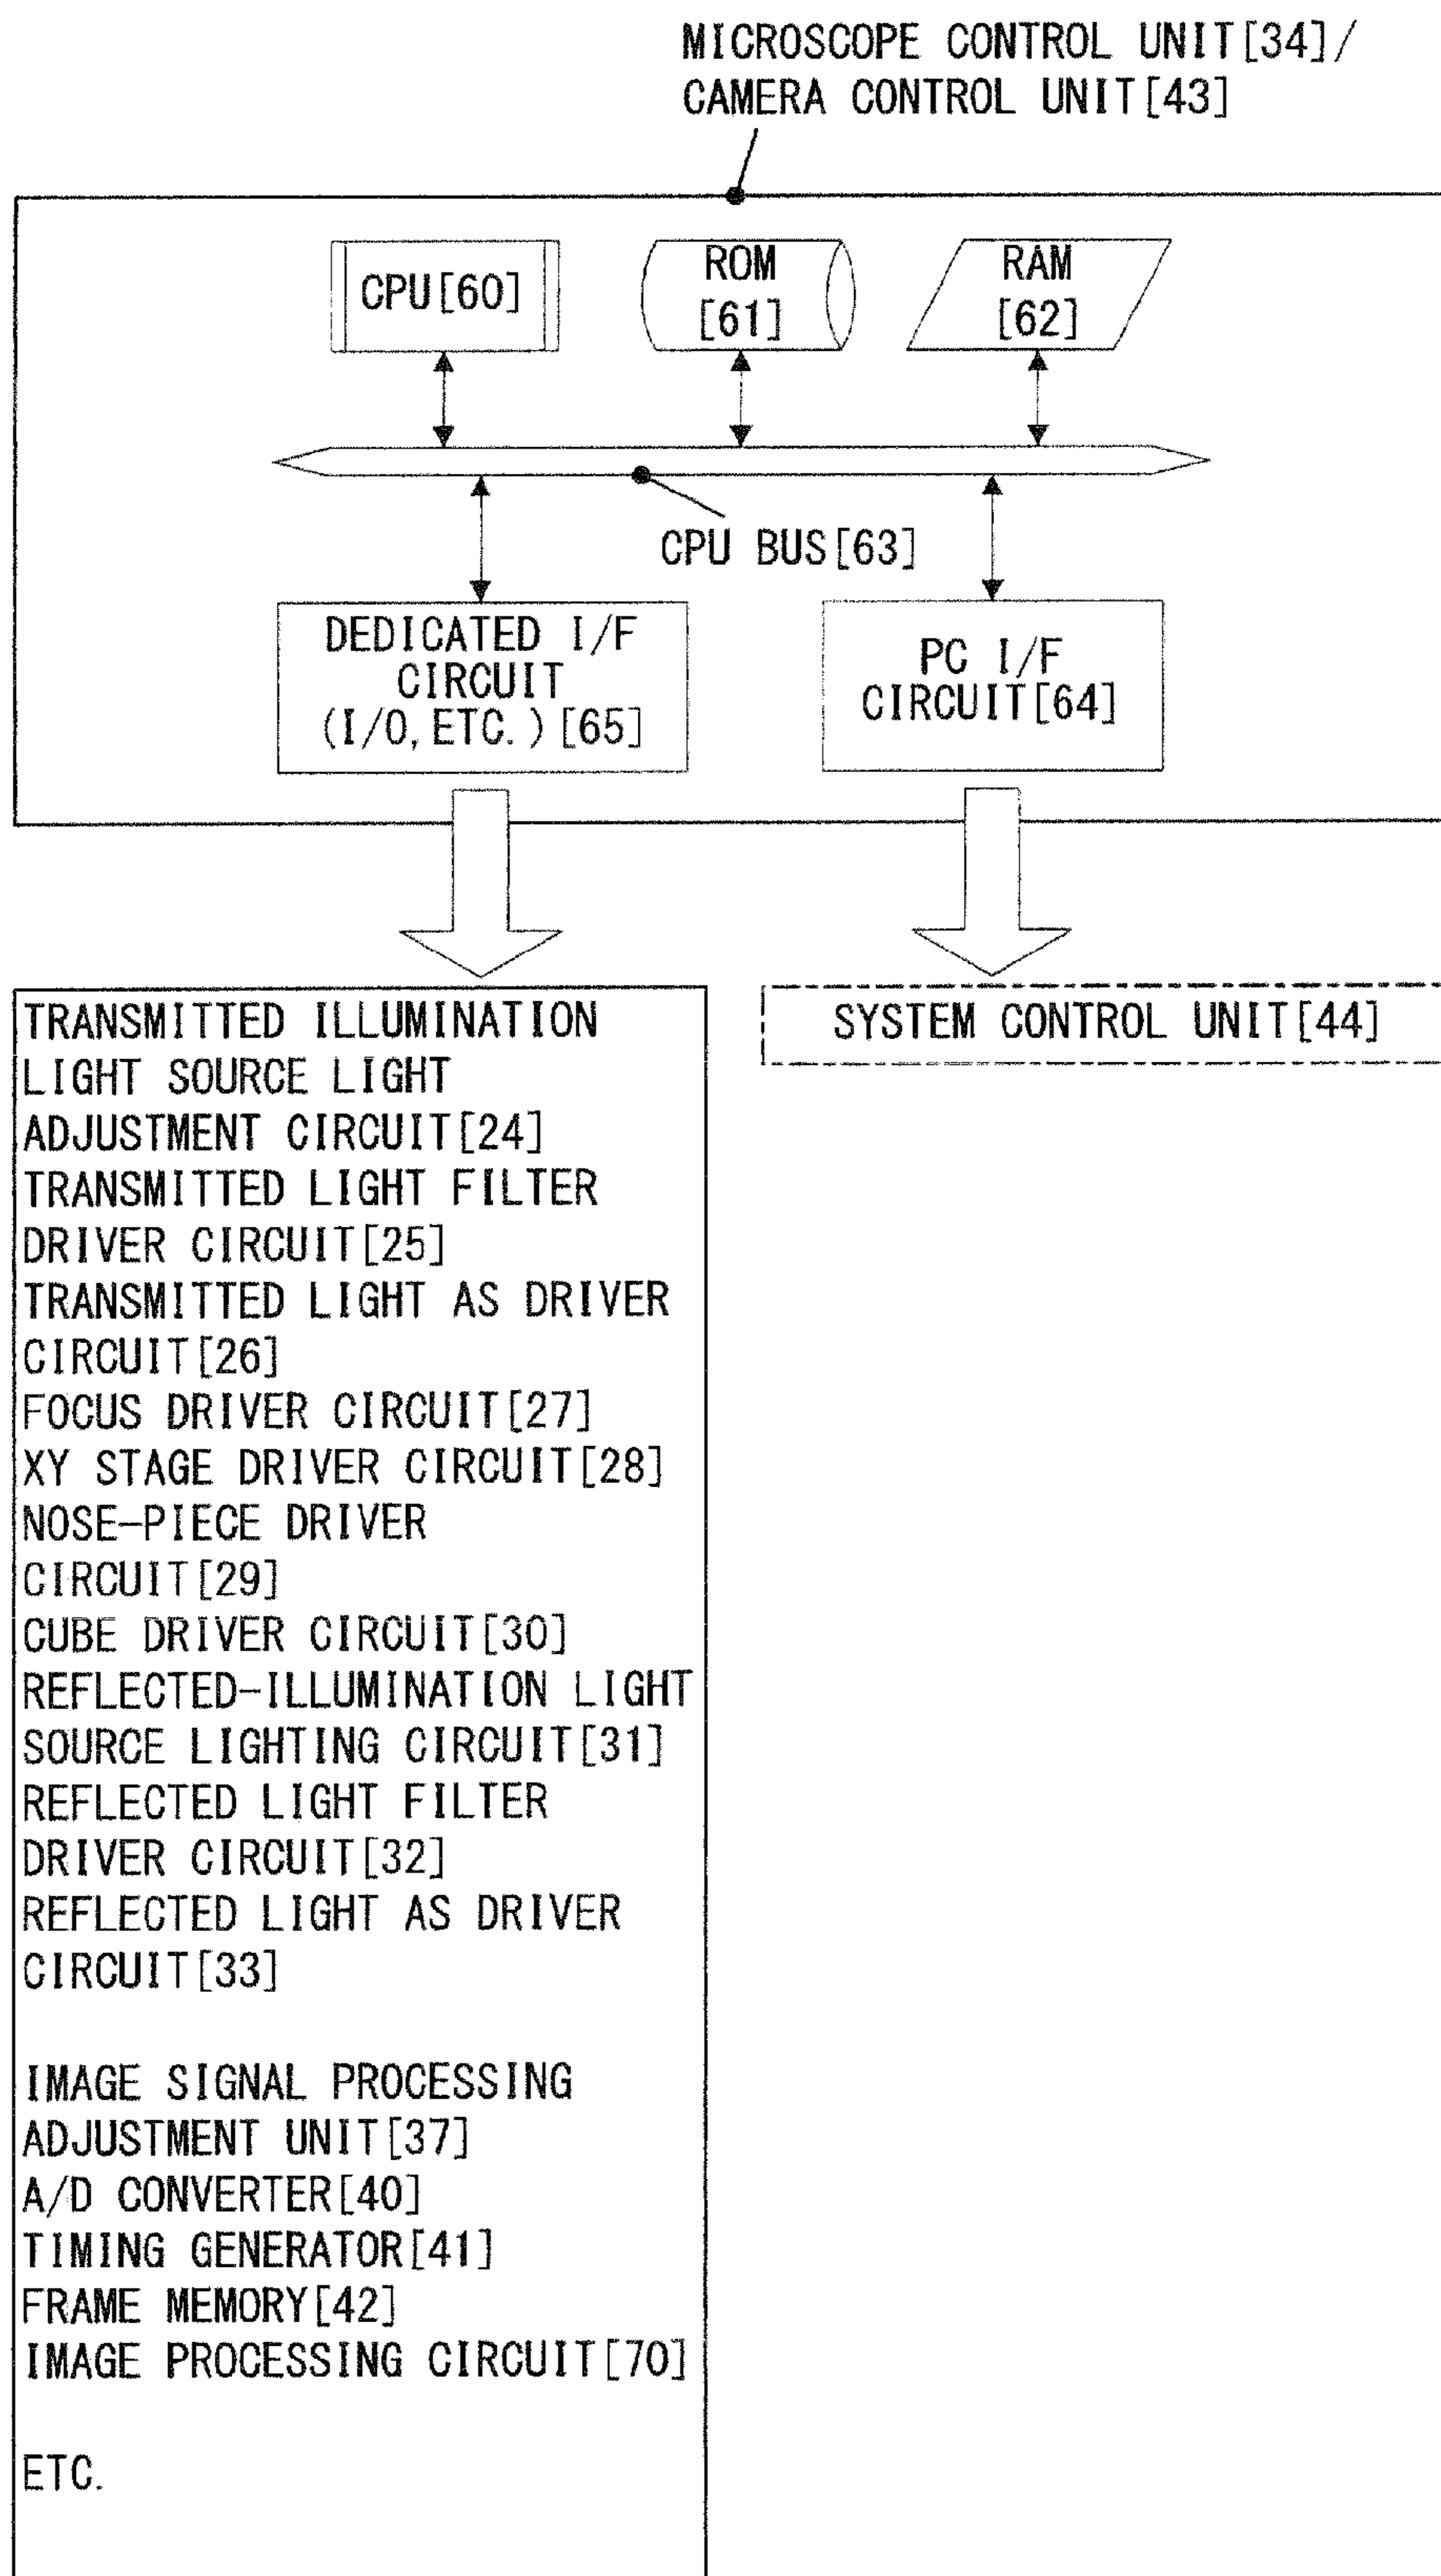 MICROSCOPE CONTROL UNIT[34]/
CAMERA CONTROL UNIT[43]
CPU[60]
ROM
[61]
RAM
[62]
CPU BUS[63]
DEDICATED I/F
CIRCUIT
(I/O, ETC.)[65]
PC I/F
CIRCUIT[64]
TRANSMITTED ILLUMINATION
LIGHT SOURCE LIGHT
ADJUSTMENT CIRCUIT[24]
TRANSMITTED LIGHT FILTER
DRIVER CIRCUIT[25]
TRANSMITTED LIGHT AS DRIVER
CIRCUIT[26]
FOCUS DRIVER CIRCUIT[27]
XY STAGE DRIVER CIRCUIT[28]
NOSE-PIECE DRIVER
CIRCUIT[29]
CUBE DRIVER CIRCUIT[30]
REFLECTED-ILLUMINATION LIGHT
SOURCE LIGHTING CIRCUIT[31]
REFLECTED LIGHT FILTER
DRIVER CIRCUIT[32]
REFLECTED LIGHT AS DRIVER
CIRCUIT[33]
IMAGE SIGNAL PROCESSING
ADJUSTMENT UNIT[37]
A/D CONVERTER[40]
TIMING GENERATOR[41]
FRAME MEMORY[42]
IMAGE PROCESSING CIRCUIT[70]
ETC.
SYSTEM CONTROL UNIT[44]